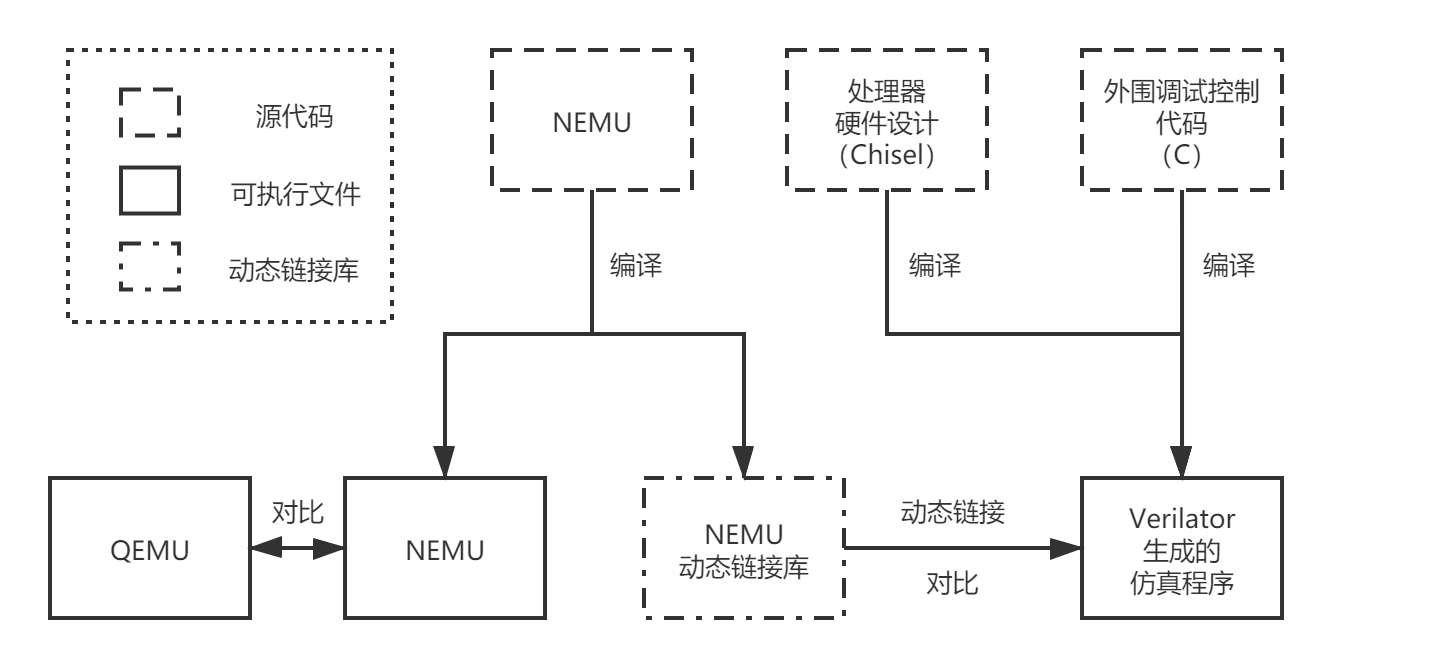 源代码
可执行文件
动态链接库
NEMU
处理器
硬件设计
（Chisel）
外围调试控制
代码
（C）
编译
编译
编译
QEMU
对比
NEMU
NEMU
动态链接库
动态链接
对比
Verilator
生成的
仿真程序